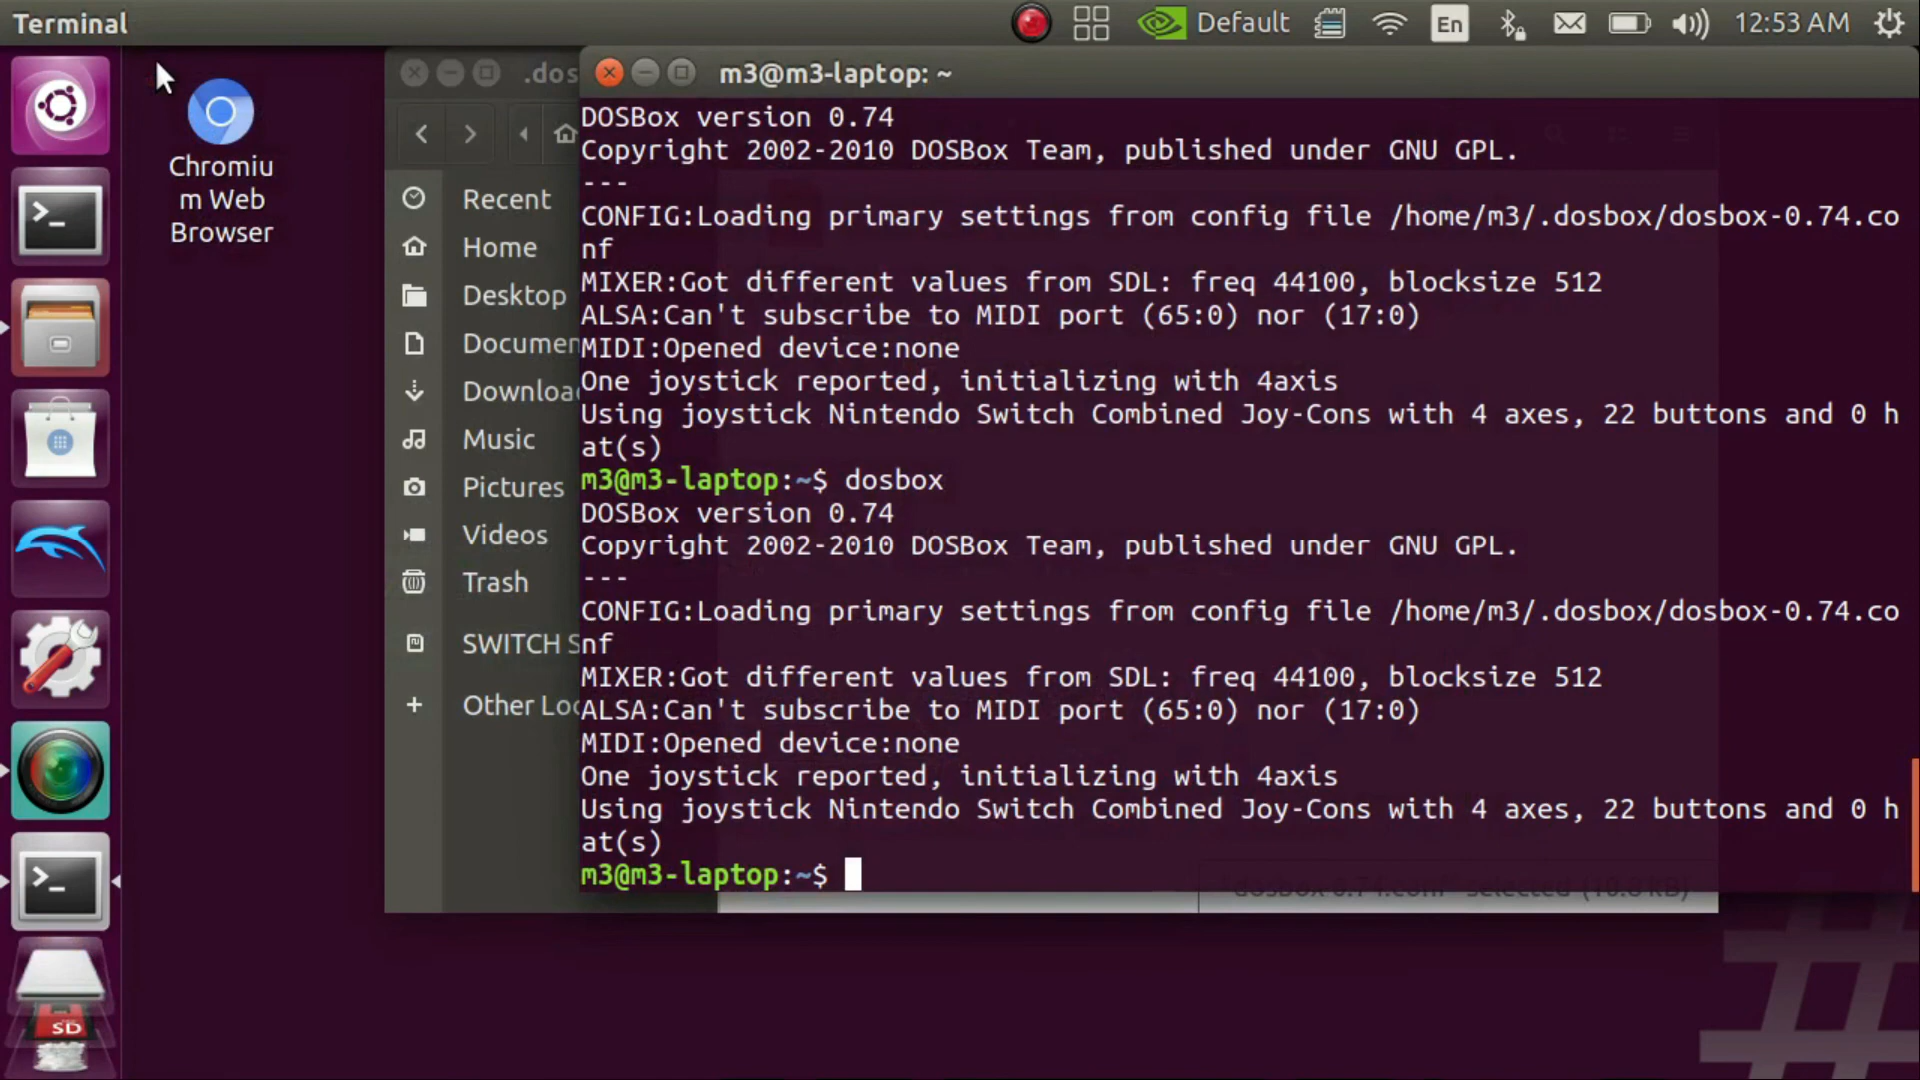 Terminal
Default
En
12:53 AM
Chromiu
m Web
Browser
.dos
Recent
Home
Desktop
Documen
Downloa
Music
Pictures
Videos
Trash
SWITCH S
Other Loc
m3@m3-laptop: ~
DOSBox version 0.74
Copyright 2002-2010 DOSBox Team, published under GNU GPL.
---
CONFIG:Loading primary settings from config file /home/m3/.dosbox/dosbox-0.74.co
nf
MIXER:Got different values from SDL: freq 44100, blocksize 512
ALSA:Can't subscribe to MIDI port (65:0) nor (17:0)
MIDI:Opened device:none
One joystick reported, initializing with 4axis
Using joystick Nintendo Switch Combined Joy-Cons with 4 axes, 22 buttons and 0 h
at(s)
m3@m3-laptop:~$ dosbox
DOSBox version 0.74
Copyright 2002-2010 DOSBox Team, published under GNU GPL.
---
CONFIG:Loading primary settings from config file /home/m3/.dosbox/dosbox-0.74.co
nf
MIXER:Got different values from SDL: freq 44100, blocksize 512
ALSA:Can't subscribe to MIDI port (65:0) nor (17:0)
MIDI:Opened device:none
One joystick reported, initializing with 4axis
Using joystick Nintendo Switch Combined Joy-Cons with 4 axes, 22 buttons and 0 h
at(s)
m3@m3-laptop:~$
"dosbox-0.74.conf" selected (10.0 KB)
SD
#